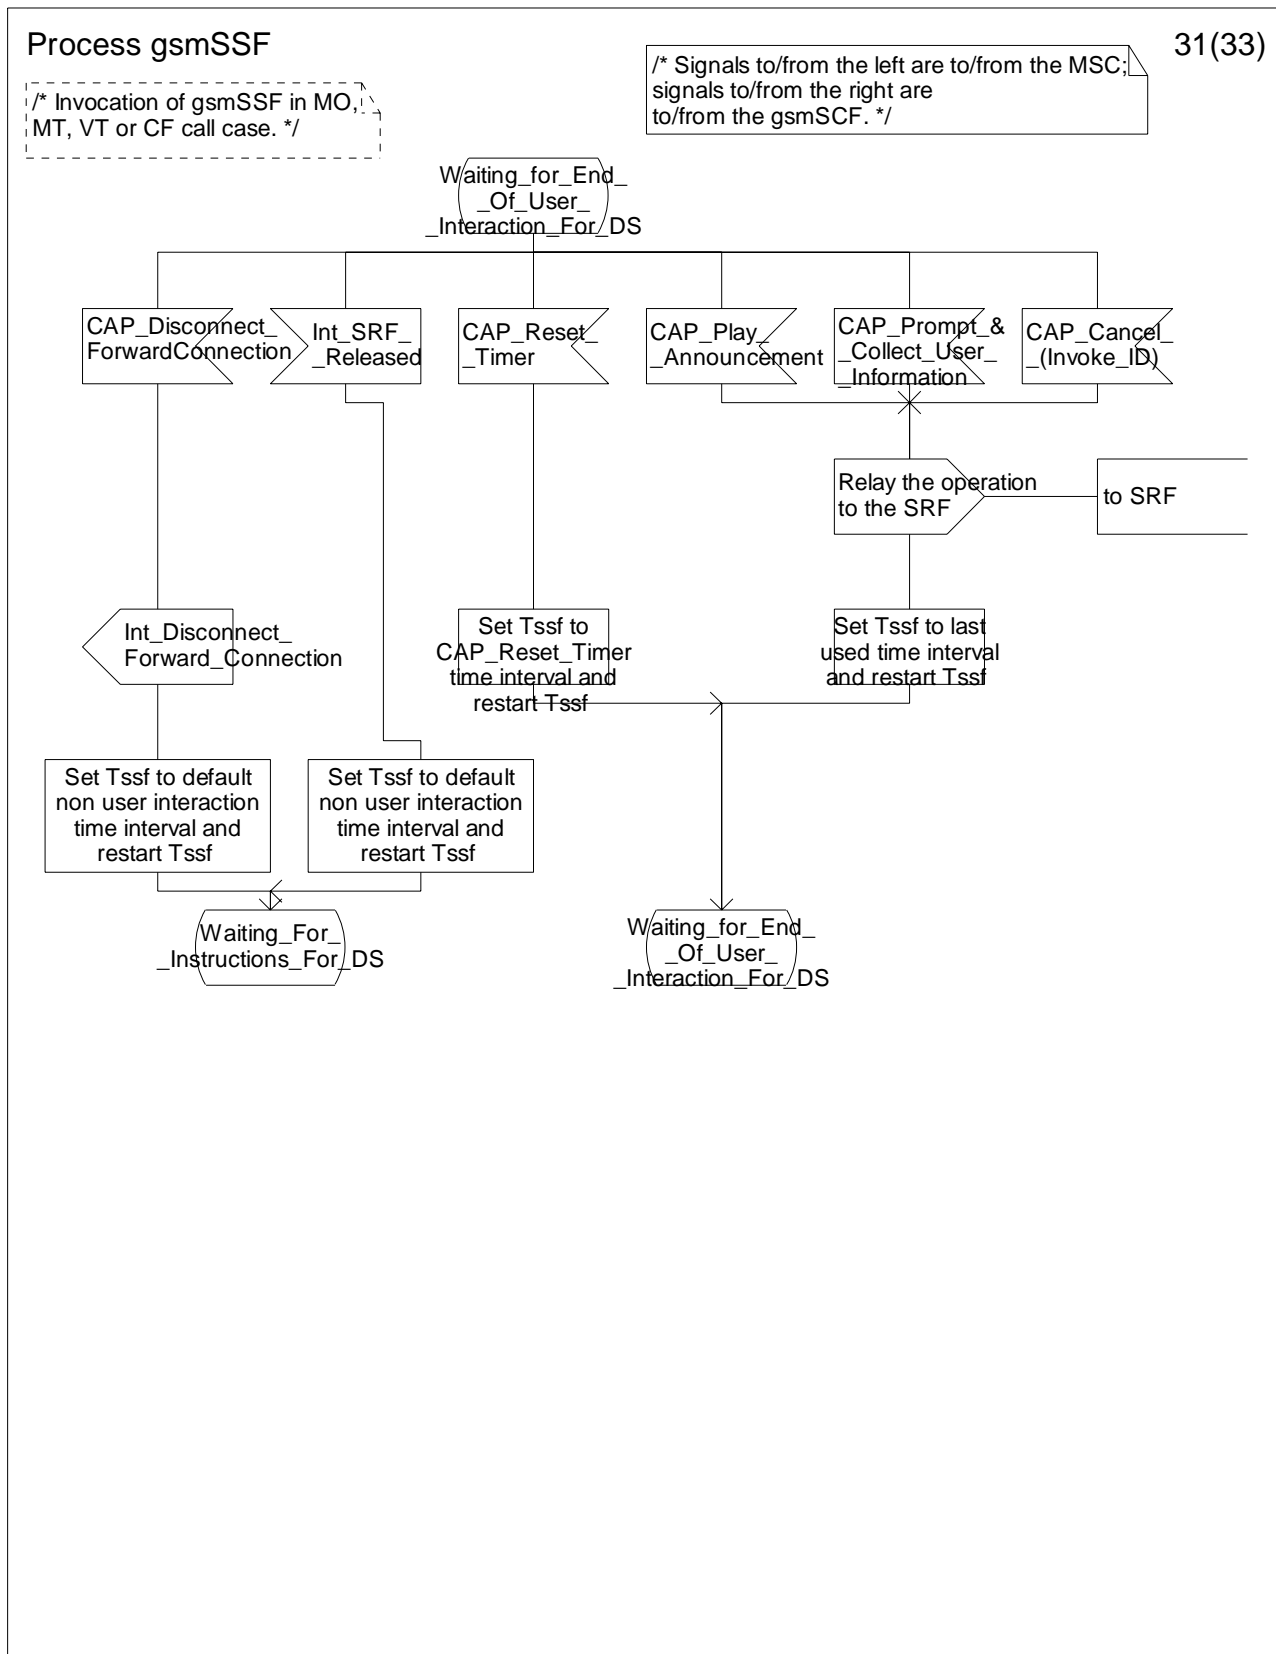 Process gsmSSF
31(33)
/* Invocation of gsmSSF in MO,
MT, VT or CF call case. */
/* Signals to/from the left are to/from the MSC;
signals to/from the right are
to/from the gsmSCF. */
Waiting_for_End_
_Of_User_
_Interaction_For_DS
CAP_Disconnect_
ForwardConnection
Int_SRF_
_Released
CAP_Reset_
_Timer
CAP_Play_
_Announcement
CAP_Prompt_&
_Collect_User_
_Information
CAP_Cancel_
_(Invoke_ID)
Relay the operation
to the SRF
to SRF
Int_Disconnect_
Forward_Connection
Set Tssf to
CAP_Reset_Timer
time interval and
restart Tssf
Set Tssf to last
used time interval
and restart Tssf
Set Tssf to default
non user interaction
time interval and
restart Tssf
Set Tssf to default
non user interaction
time interval and
restart Tssf
Waiting_For_
_Instructions_For_DS
Waiting_for_End_
_Of_User_
_Interaction_For_DS